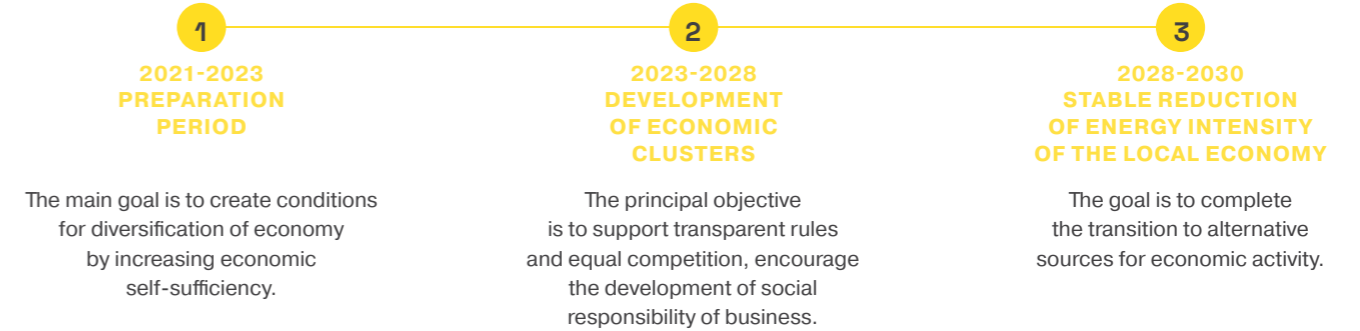 1
2021-2023
PREPARATION
PERIOD
The main goal is to create conditions
for diversification of economy
by increasing economic
self-sufficiency.
2
2023-2028
DEVELOPMENT
OF ECONOMIC
CLUSTERS
The principal objective
is to support transparent rules
and equal competition, encourage
the development of social
responsibility of business.
3
2028-2030
STABLE REDUCTION
OF ENERGY INTENSITY
OF THE LOCAL ECONOMY
The goal is to complete
the transition to alternative
sources for economic activity.